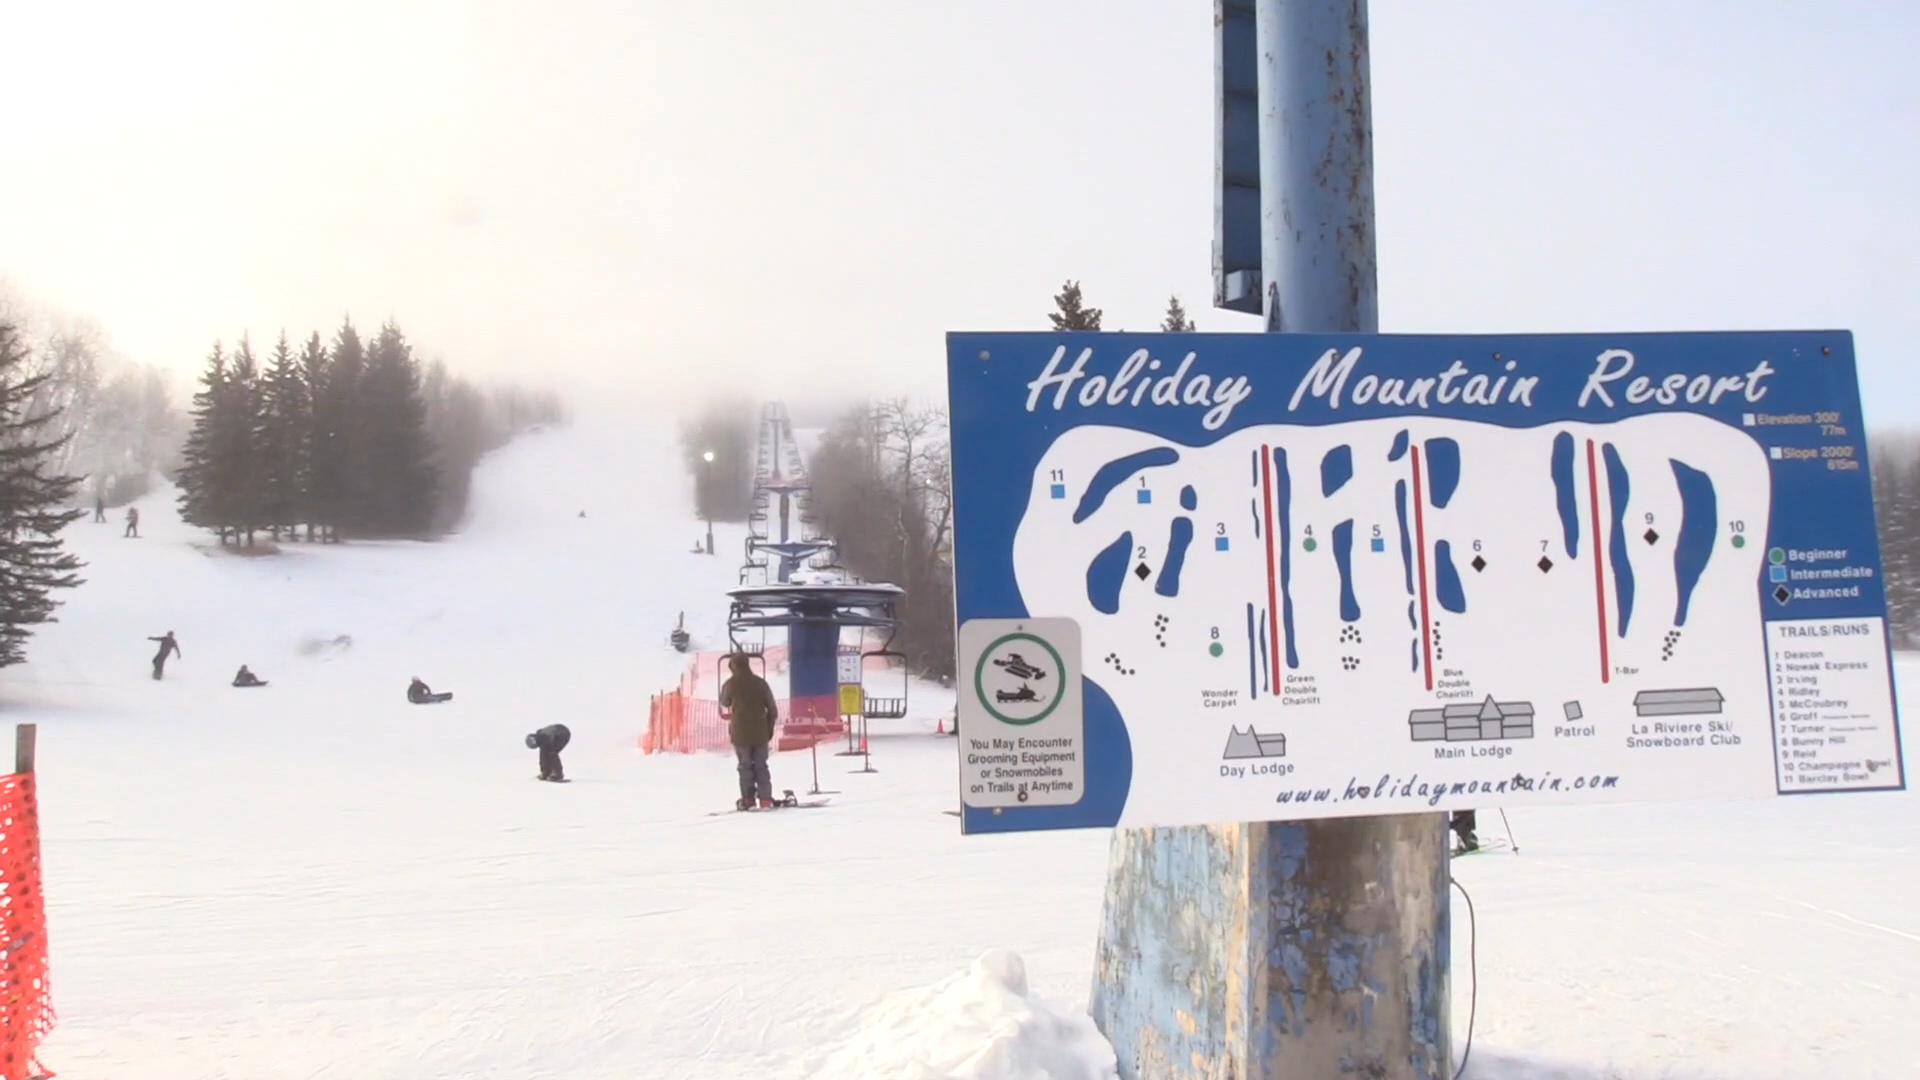 Holiday Mountain Resort
Elevation 300'
77m
Slope 2000'
615m
11
1
3
4
5
2
6
7
9
10
8
Beginner
Intermediate
Advanced
Wonder
Carpet
Green
Double
Chairlift
Blue
Double
Chairlift
T-Bar
Day Lodge
Main Lodge
Patrol
La Riviere Ski/
Snowboard Club
www.holidaymountain.com
You May Encounter
Grooming Equipment
or Snowmobiles
on Trails at Anytime
TRAILS/RUNS
1 Deacon
2 Nowak Express
3 Irving
4 Ridley
5 McCoubrey
6 Groff
7 Turner
8 Bunny Hill
9 Reid
10 Champagne Bowl
11 Barclay Bowl